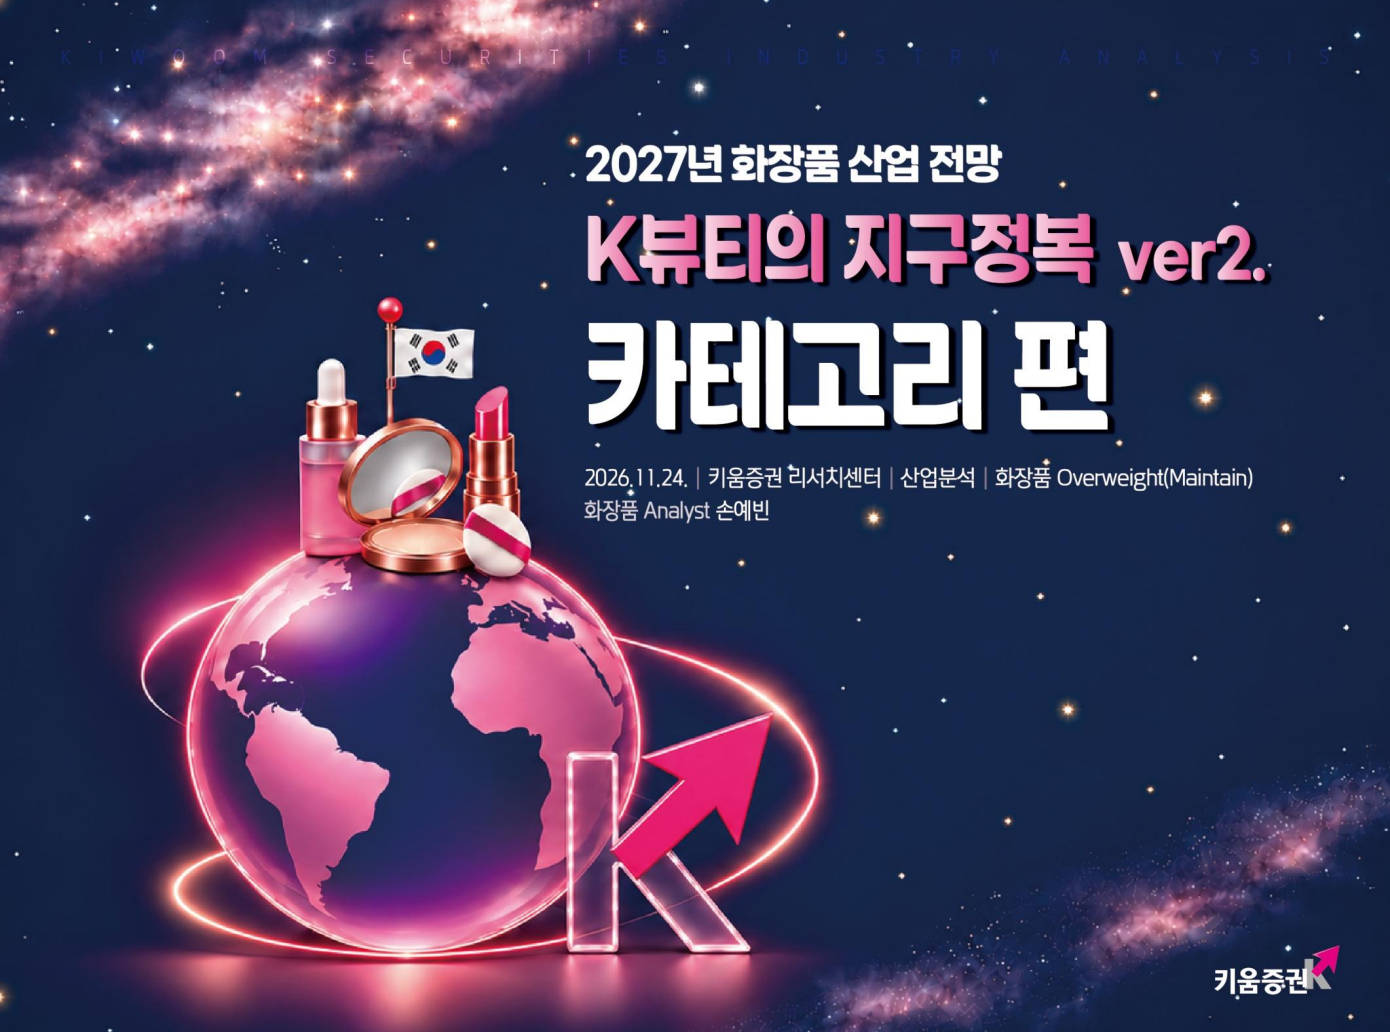 KIWOOM SECURITIES INDUSTRY ANALYSIS
2027년 화장품 산업 전망
K뷰티의 지구정복 ver2.
카테고리 편
2026.11.24. | 키움증권 리서치센터 | 산업분석 | 화장품 Overweight(Maintain)
화장품 Analyst 손예빈
K
키움증권